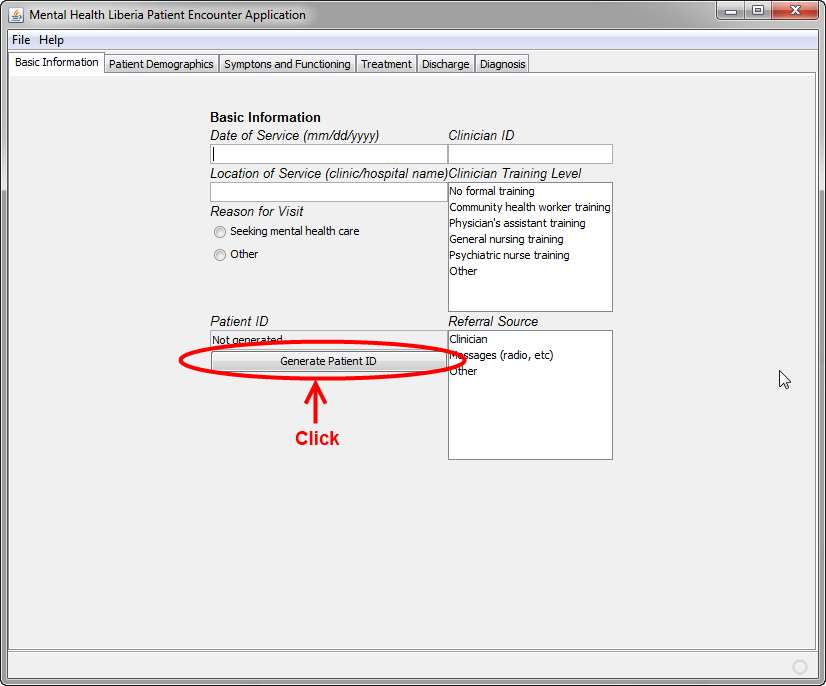 Mental Health Liberia Patient Encounter Application
File Help
Basic Information Patient Demographics Symptons and Functioning Treatment Discharge Diagnosis
Basic Information
Date of Service (mm/dd/yyyy) Clinician ID
Location of Service (clinic/hospital name) Clinician Training Level
No formal training
Community health worker training
Physician's assistant training
General nursing training
Psychiatric nurse training
Other
Reason for Visit
Seeking mental health care
Other
Patient ID
Not generated
Generate Patient ID
Referral Source
Clinician
Messages (radio, etc)
Other
Click